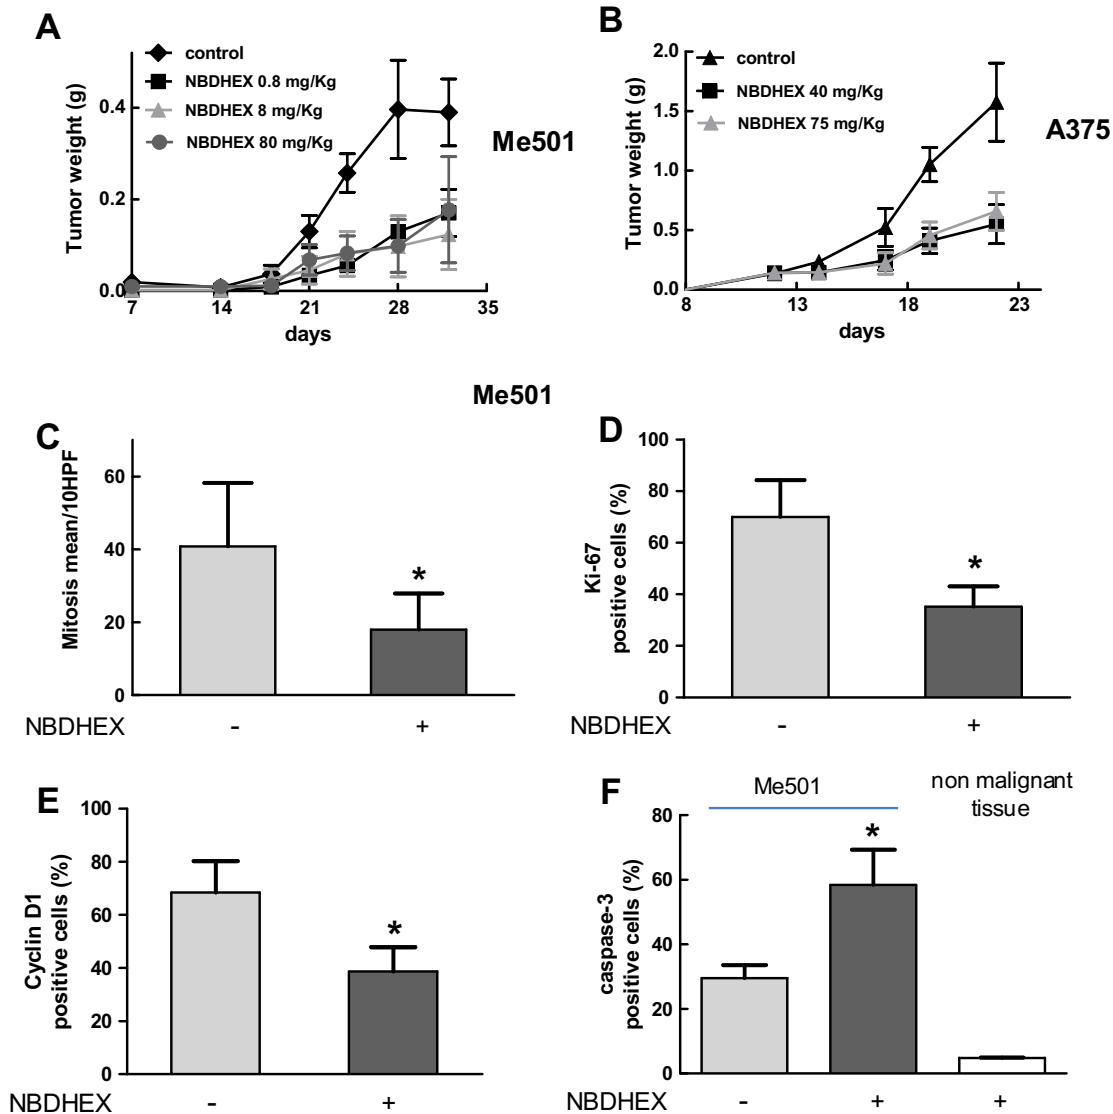 A
control
NBDHEX 0.8 mg/Kg
NBDHEX 8 mg/Kg
NBDHEX 80 mg/Kg
Tumor weight (g)
0.4
0.2
0.0
7
14
21
28
35
days
Me501
B
control
NBDHEX 40 mg/Kg
NBDHEX 75 mg/Kg
Tumor weight (g)
2.0
1.5
1.0
0.5
0.0
8
13
18
23
days
A375
Me501
C
Mitosis mean/10HPF
60
40
20
0
*
NBDHEX
-
+
D
Ki-67
positive cells (%)
100
80
60
40
20
0
*
NBDHEX
-
+
E
Cyclin D1
positive cells (%)
100
80
60
40
20
0
*
NBDHEX
-
+
F
Me501
non malignant
tissue
caspase-3
positive cells (%)
80
60
40
20
0
*
NBDHEX
-
+
+